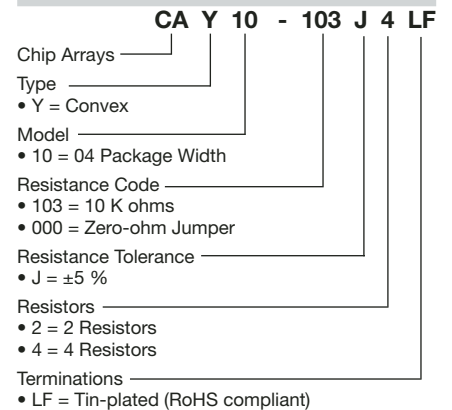 CA Y 10 - 103 J 4 LF
Chip Arrays
Type
• Y = Convex
Model
• 10 = 04 Package Width
Resistance Code
• 103 = 10 K ohms
• 000 = Zero-ohm Jumper
Resistance Tolerance
• J = ±5 %
Resistors
• 2 = 2 Resistors
• 4 = 4 Resistors
Terminations
• LF = Tin-plated (RoHS compliant)